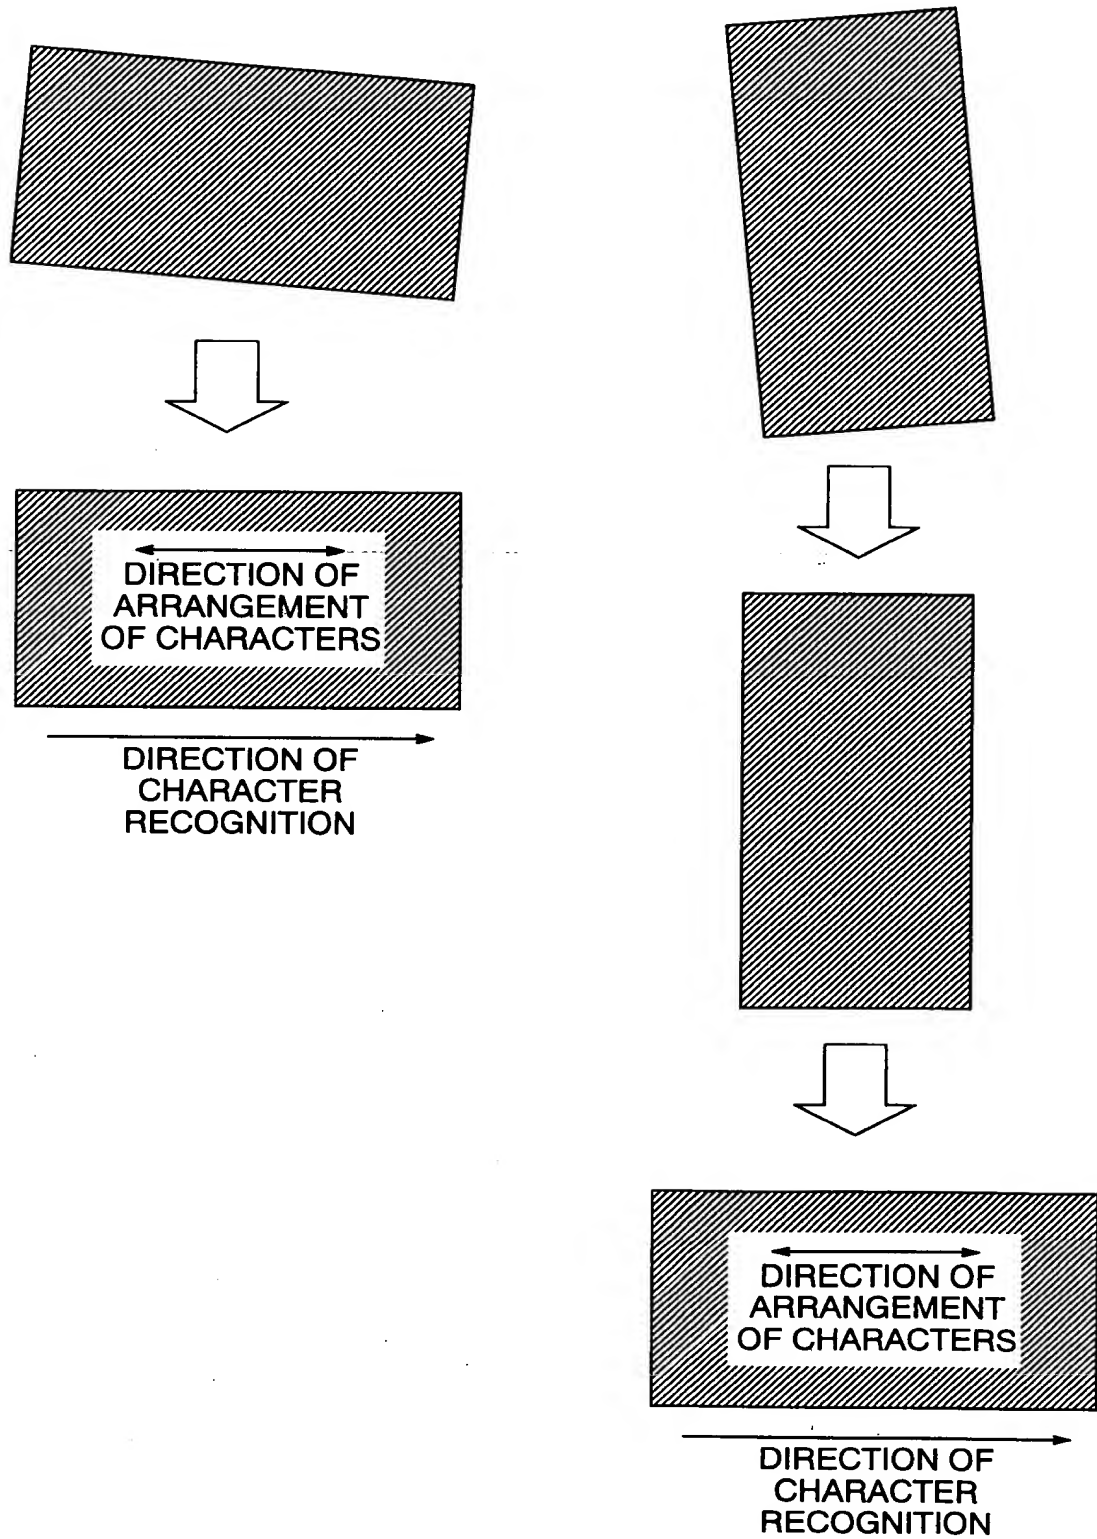 DIRECTION OF
ARRANGEMENT
OF CHARACTERS
DIRECTION OF
CHARACTER
RECOGNITION
DIRECTION OF
ARRANGEMENT
OF CHARACTERS
DIRECTION OF
CHARACTER
RECOGNITION